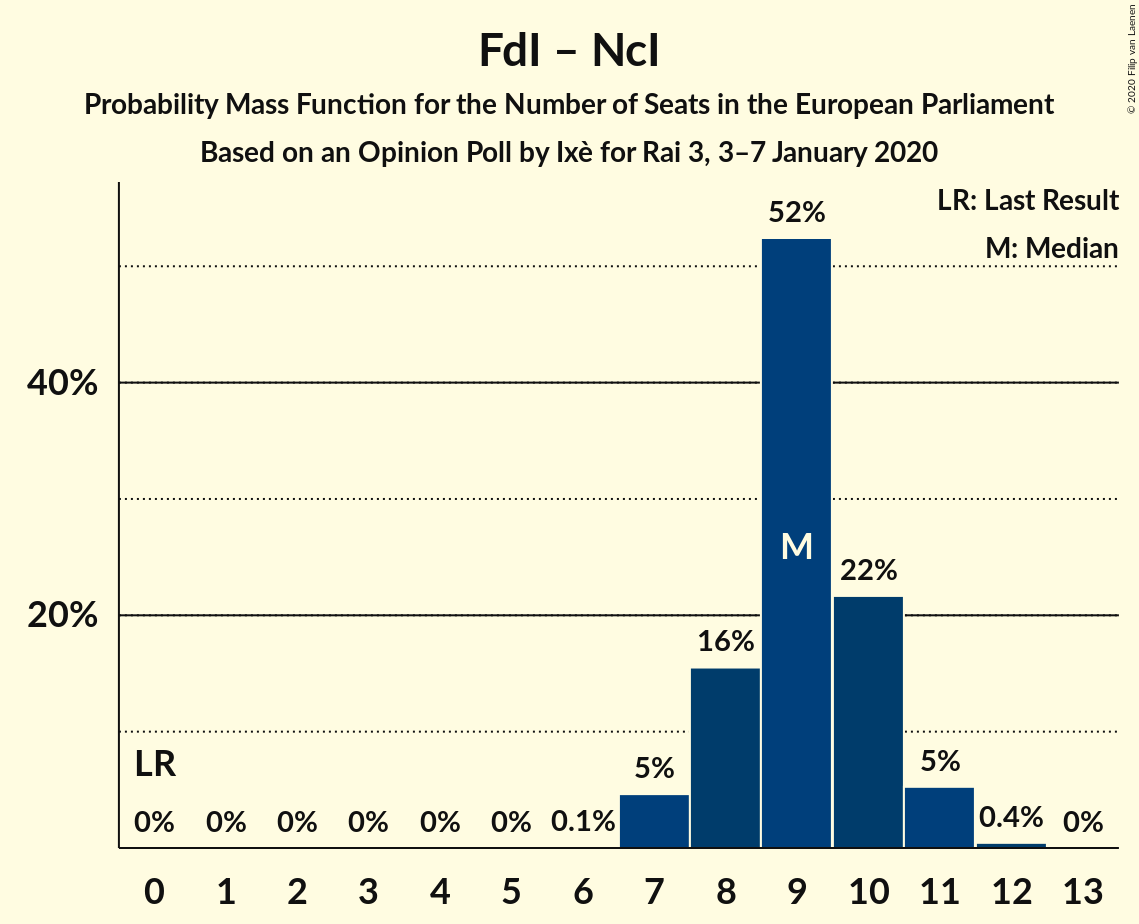 FdI – NcI
Probability Mass Function for the Number of Seats in the European Parliament
Based on an Opinion Poll by Ixè for Rai 3, 3–7 January 2020
© 2020 Filip van Laenen
LR: Last Result
M: Median
52%
40%
M
22%
20%
16%
LR
5%
5%
0% 0% 0% 0% 0% 0% 0.1% 0.4% 0%
0 1 2 3 4 5 6 7 8 9 10 11 12 13